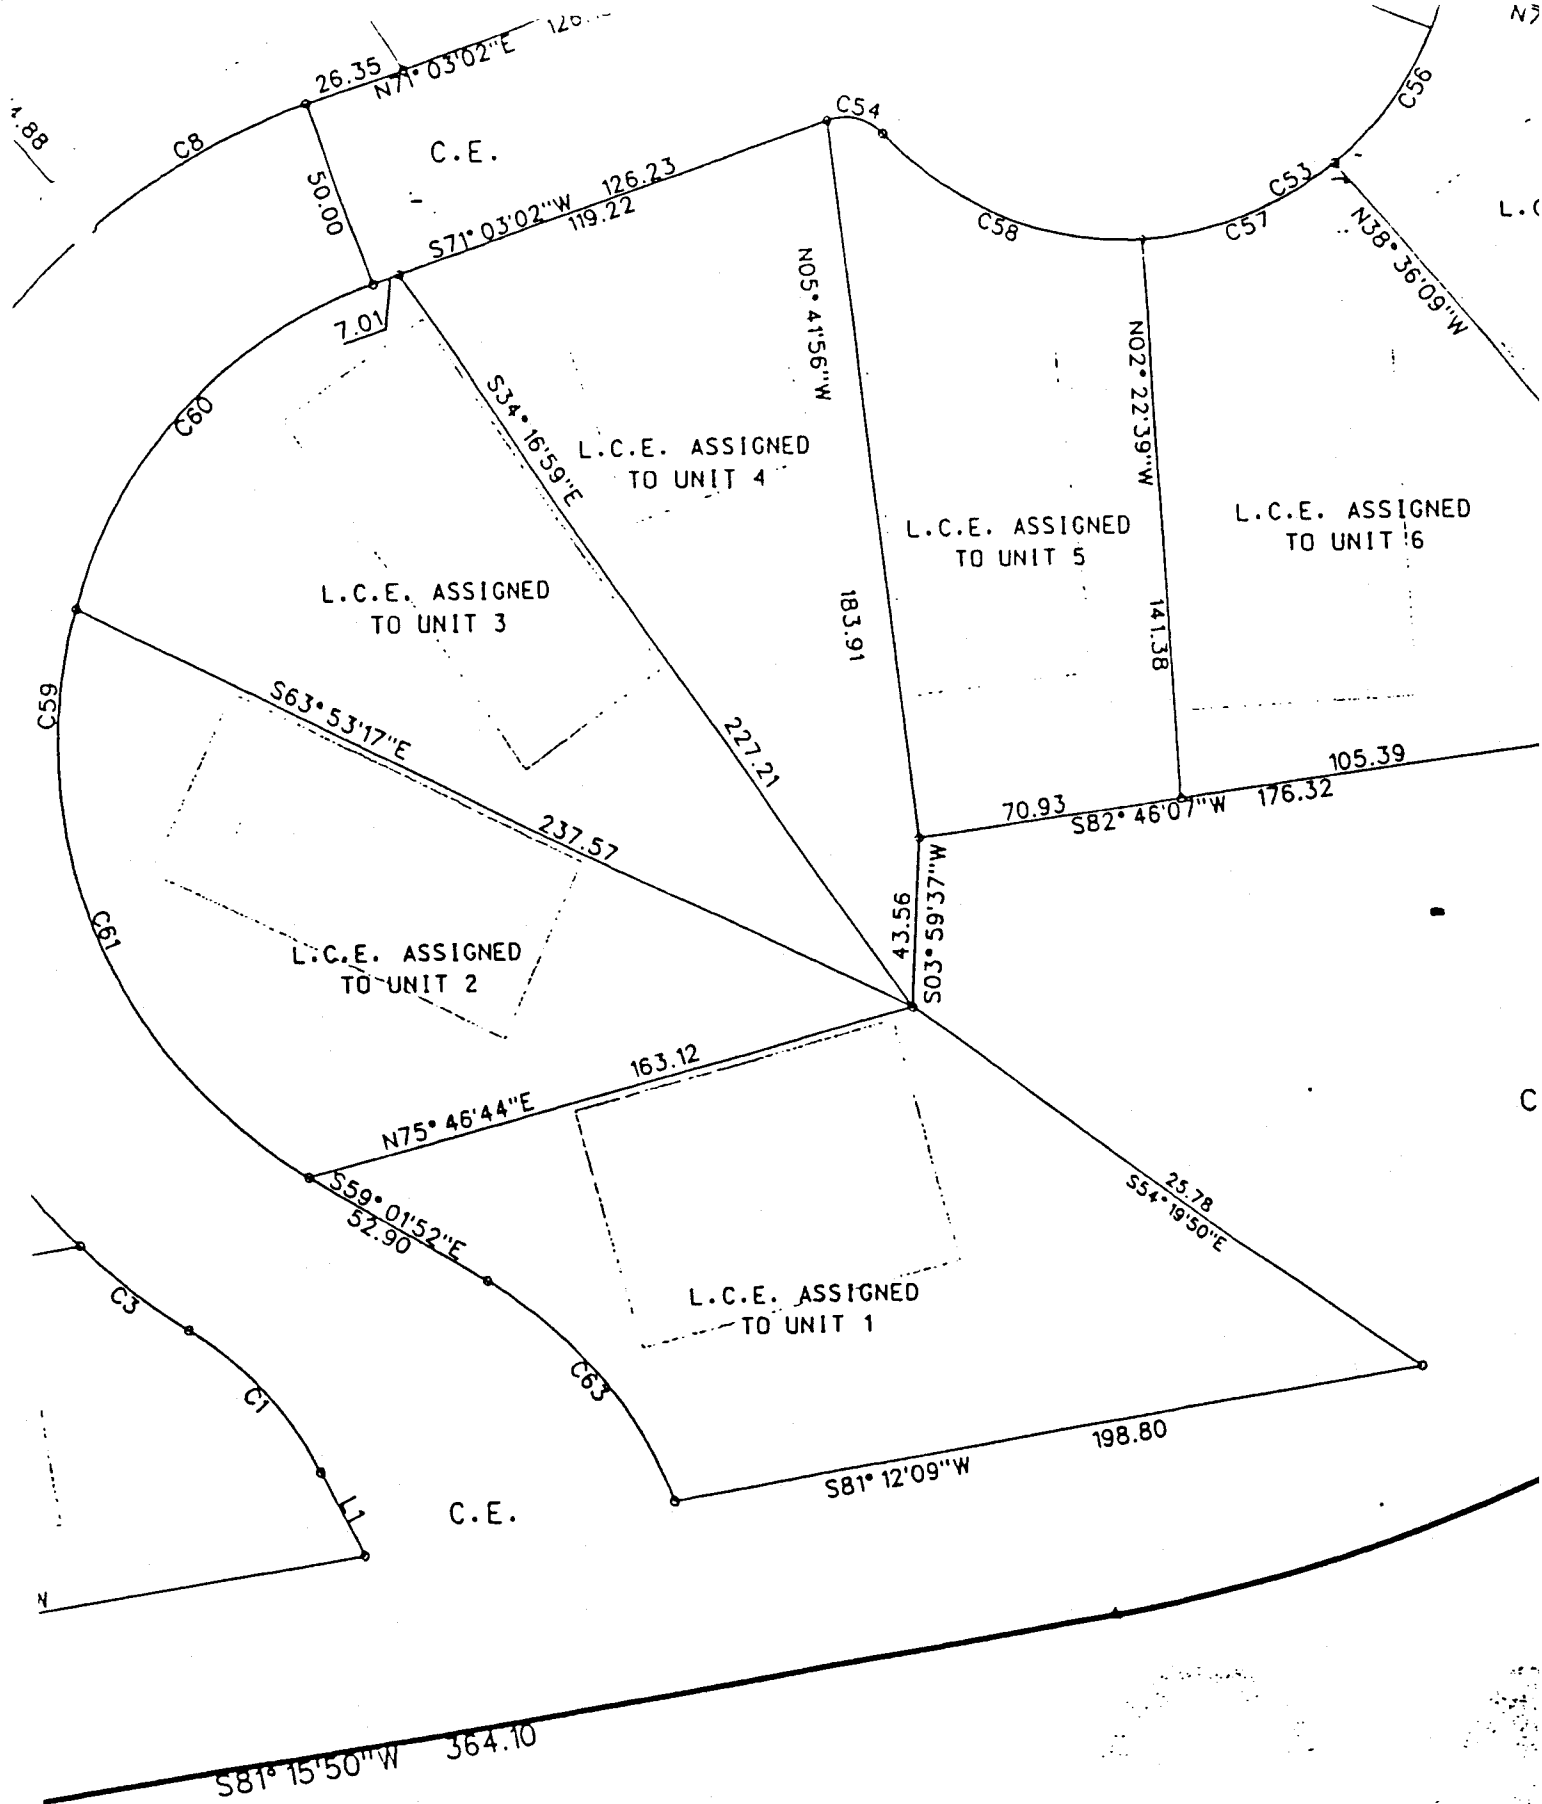 26.35
N71°03'02"E
C8
.88
50.00
C.E.
S71°03'02"W 126.23
119.22
7.01
C54
C56
C53
C58
C57
N38°36'09"W
N05°41'56"W
183.91
N02°22'39"W
141.38
C60
S34°16'59"E
227.21
L.C.E. ASSIGNED
TO UNIT 4
L.C.E. ASSIGNED
TO UNIT 5
L.C.E. ASSIGNED
TO UNIT 6
L.C.E. ASSIGNED
TO UNIT 3
C59
S63°53'17"E
237.57
105.39
70.93
S82°46'07"W 176.32
43.56
S03°59'37"W
C61
L.C.E. ASSIGNED
TO UNIT 2
163.12
N75°46'44"E
C
S59°01'52"E
52.90
25.78
S54°19'50"E
C3
C1
C63
L.C.E. ASSIGNED
TO UNIT 1
198.80
S81°12'09"W
L1
C.E.
S81°15'50"W 364.10